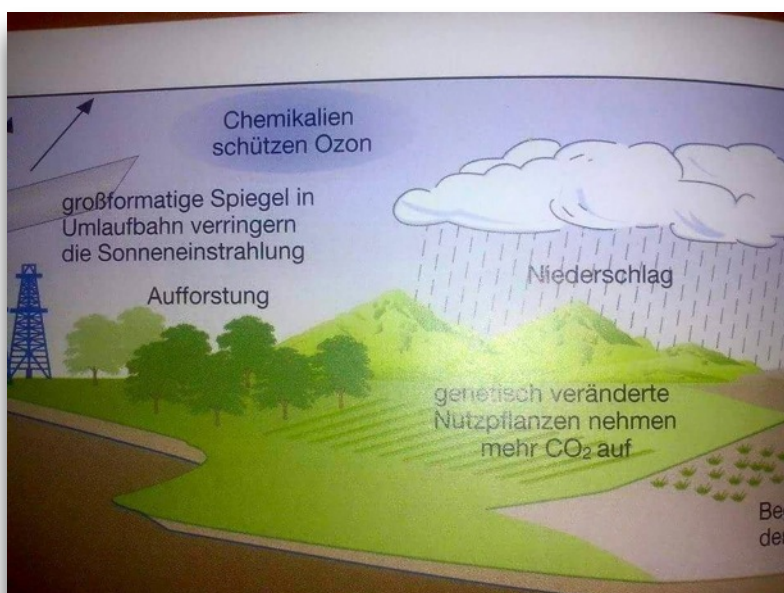 Chemikalien
schützen Ozon
großformatige Spiegel in
Umlaufbahn verringern
die Sonneneinstrahlung
Niederschlag
Aufforstung
genetisch veränderte
Nutzpflanzen nehmen
mehr CO₂ auf